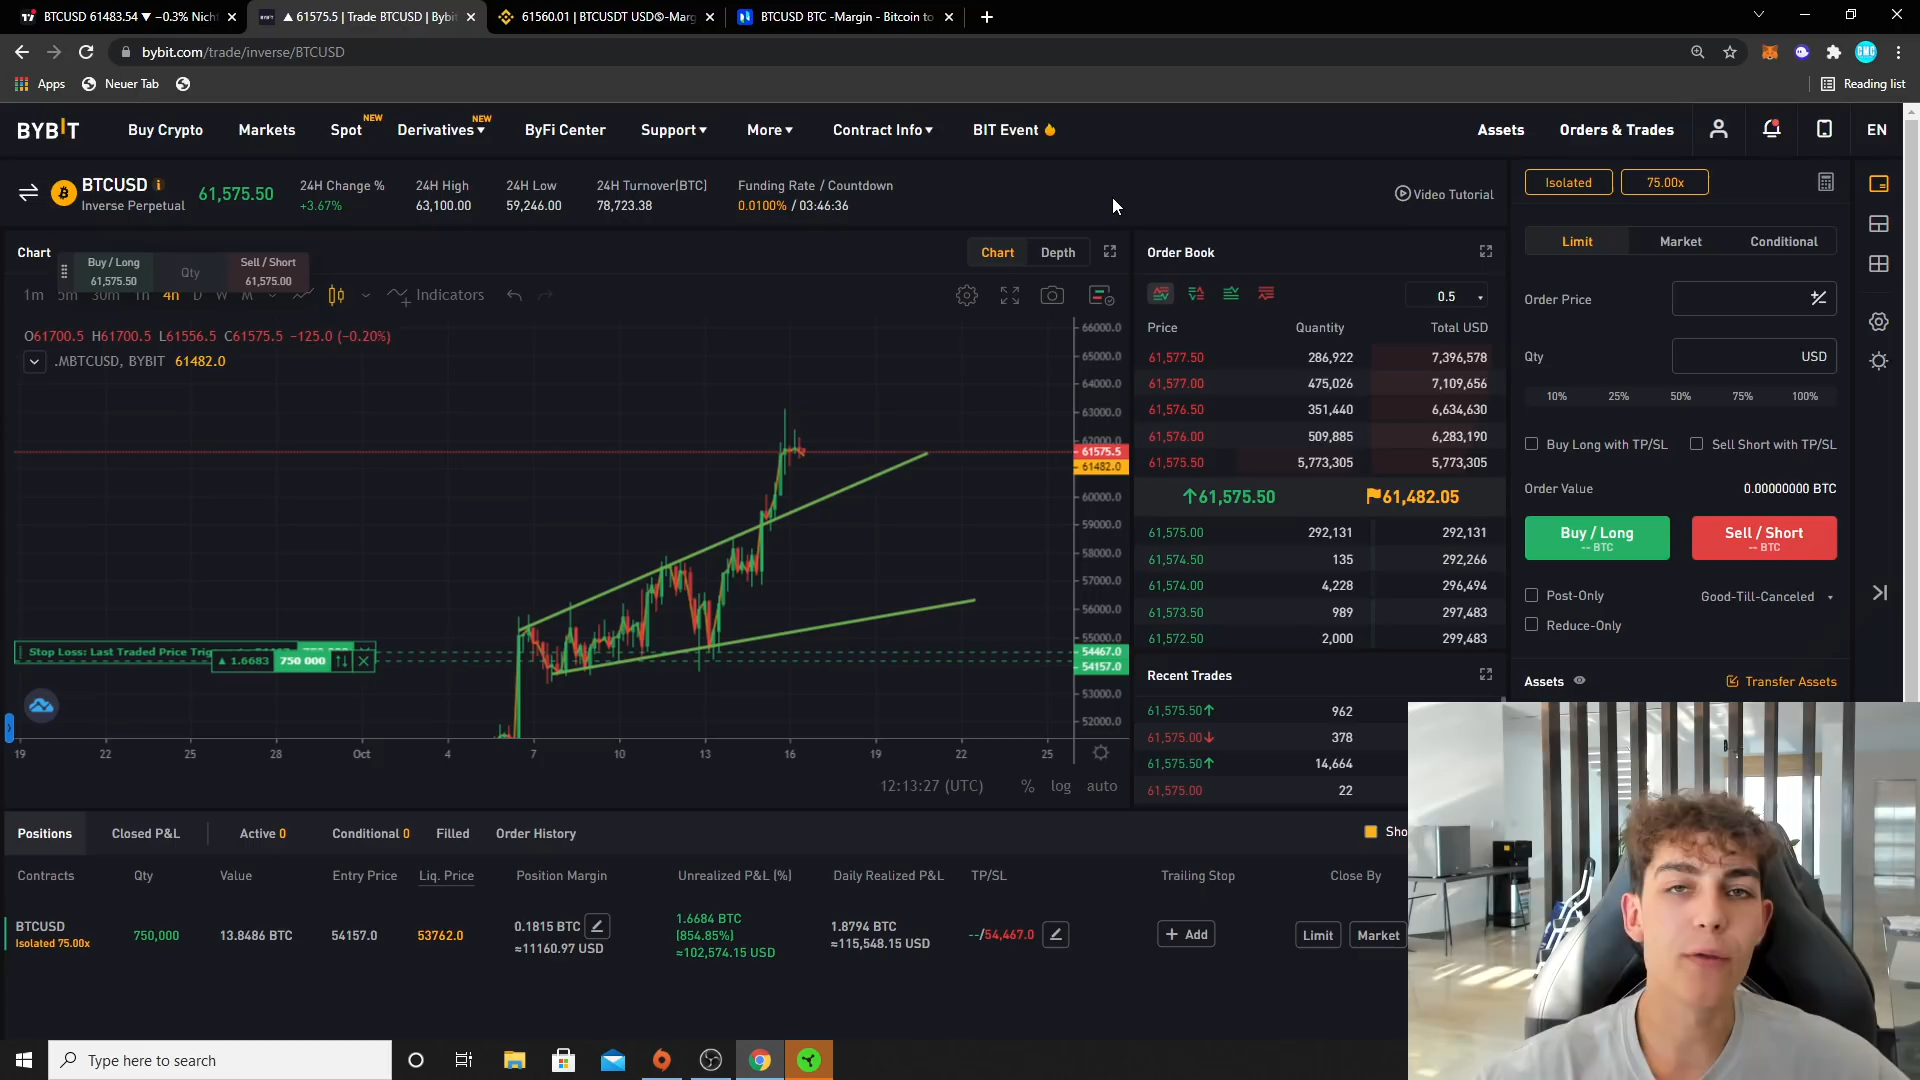 BTCUSD 61483.54 ▼ −0.3% Nicht
▲ 61575.5 | Trade BTCUSD | Bybit
61560.01 | BTCUSDT USDⓈ-Marg
BTCUSD BTC -Margin - Bitcoin to
bybit.com/trade/inverse/BTCUSD
Apps
Neuer Tab
Reading list
BYBIT
Buy Crypto
Markets
Spot NEW
Derivatives▾ NEW
ByFi Center
Support▾
More▾
Contract Info▾
BIT Event
Assets
Orders & Trades
EN
BTCUSD
Inverse Perpetual
61,575.50
24H Change %
+3.67%
24H High
63,100.00
24H Low
59,246.00
24H Turnover(BTC)
78,723.38
Funding Rate / Countdown
0.0100% / 03:46:36
Video Tutorial
Isolated
75.00x
Chart
Buy / Long
61,575.50
Qty
Sell / Short
61,575.00
Chart
Depth
1m 5m 30m 1h 4h D W M
Indicators
O61700.5 H61700.5 L61556.5 C61575.5 −125.0 (−0.20%)
.MBTCUSD, BYBIT 61482.0
66000.0
65000.0
64000.0
63000.0
62000.0
61575.5
61482.0
60000.0
59000.0
58000.0
57000.0
56000.0
55000.0
54467.0
54157.0
53000.0
52000.0
Stop Loss: Last Traded Price Trig
▲ 1.6683 750 000
19 22 25 28 Oct 4 7 10 13 16 19 22 25
12:13:27 (UTC) % log auto
Order Book
0.5
Price Quantity Total USD
61,577.50 286,922 7,396,578
61,577.00 475,026 7,109,656
61,576.50 351,440 6,634,630
61,576.00 509,885 6,283,190
61,575.50 5,773,305 5,773,305
↑61,575.50 61,482.05
61,575.00 292,131 292,131
61,574.50 135 292,266
61,574.00 4,228 296,494
61,573.50 989 297,483
61,572.50 2,000 299,483
Recent Trades
61,575.50↑ 962
61,575.00↓ 378
61,575.50↑ 14,664
61,575.00 22
Limit
Market
Conditional
Order Price
Qty
USD
10% 25% 50% 75% 100%
Buy Long with TP/SL
Sell Short with TP/SL
Order Value
0.00000000 BTC
Buy / Long
-- BTC
Sell / Short
-- BTC
Post-Only
Good-Till-Canceled
Reduce-Only
Assets
Transfer Assets
Positions
Closed P&L
Active 0
Conditional 0
Filled
Order History
Sho
Contracts Qty Value Entry Price Liq. Price Position Margin Unrealized P&L (%) Daily Realized P&L TP/SL Trailing Stop Close By
BTCUSD
Isolated 75.00x
750,000
13.8486 BTC
54157.0
53762.0
0.1815 BTC
≈11160.97 USD
1.6684 BTC
(854.85%)
≈102,574.15 USD
1.8794 BTC
≈115,548.15 USD
--/54,467.0
+ Add
Limit
Market
Type here to search